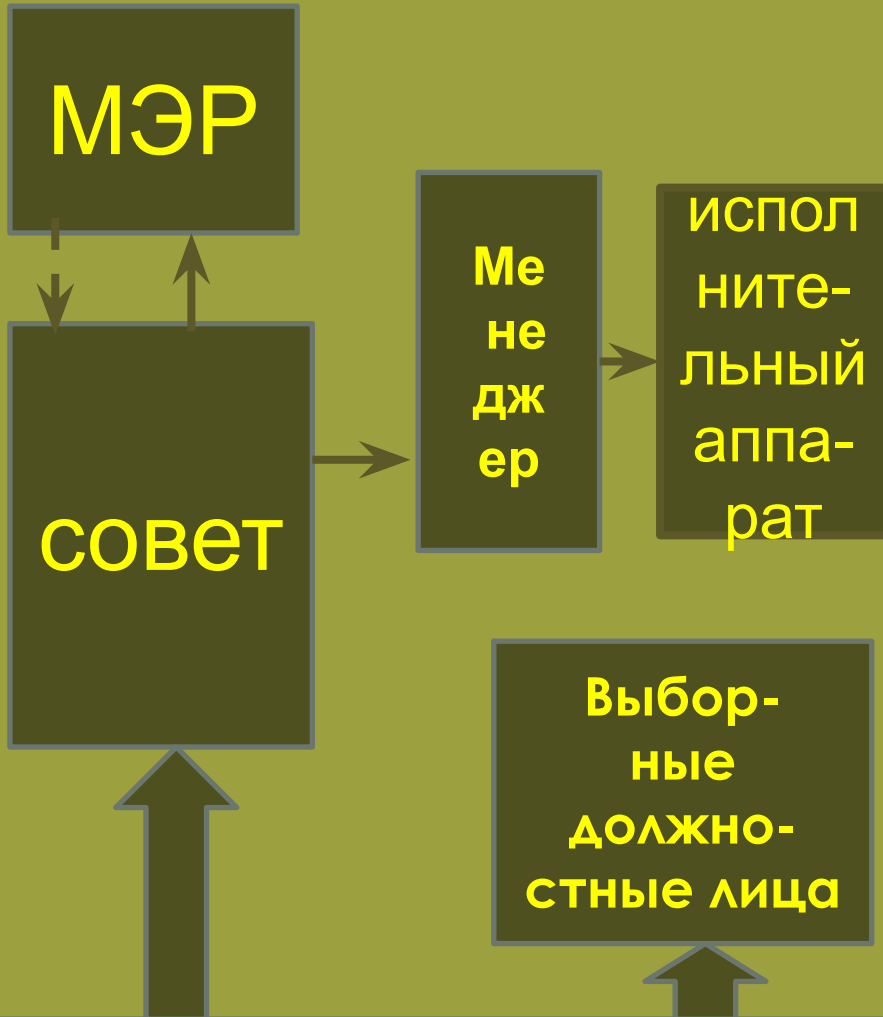 МЭР
совет
Ме
не
дж
ер
испол
ните-
льный
аппа-
рат
Выбор-
ные
должно-
стные лица